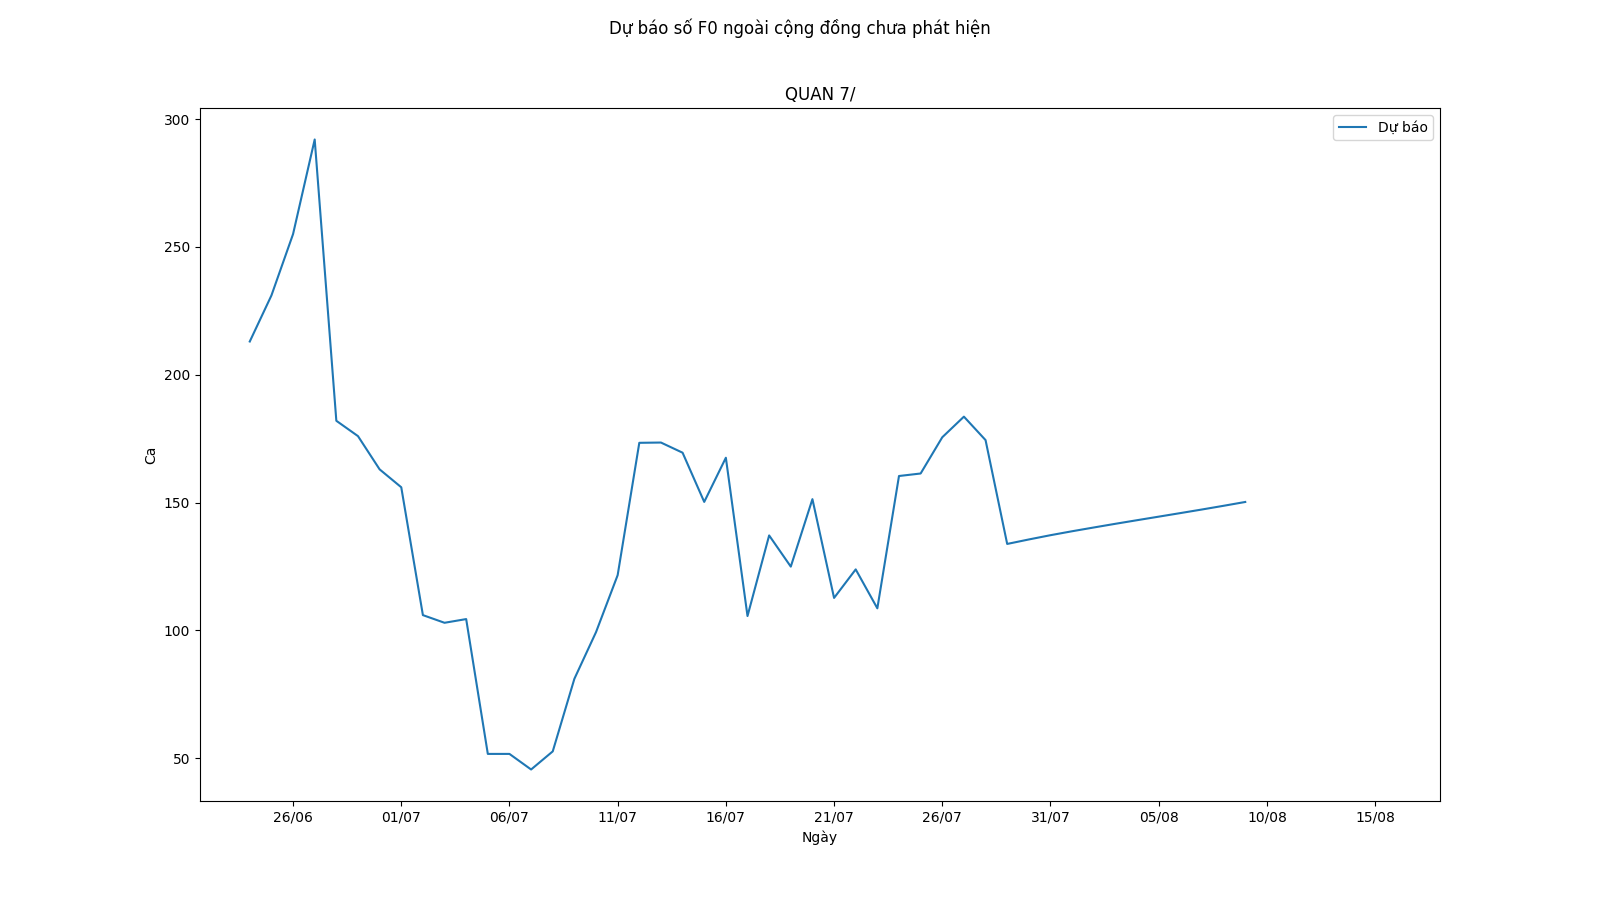 Dự báo số F0 ngoài cộng đồng chưa phát hiện
QUAN 7/
Dự báo
300
250
200
150
100
50
Ca
26/06 01/07 06/07 11/07 16/07 21/07 26/07 31/07 05/08 10/08 15/08
Ngày